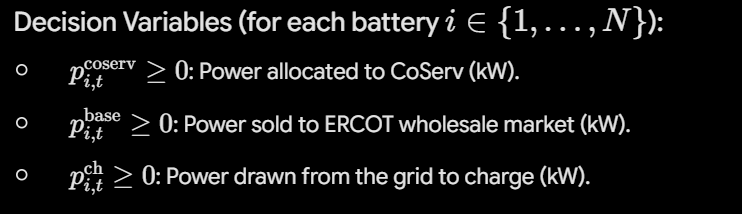 Decision Variables (for each battery $i \in \{1, \dots, N\}$):
○ $p_{i,t}^{\text{coserv}} \geq 0$: Power allocated to CoServ (kW).
○ $p_{i,t}^{\text{base}} \geq 0$: Power sold to ERCOT wholesale market (kW).
○ $p_{i,t}^{\text{ch}} \geq 0$: Power drawn from the grid to charge (kW).